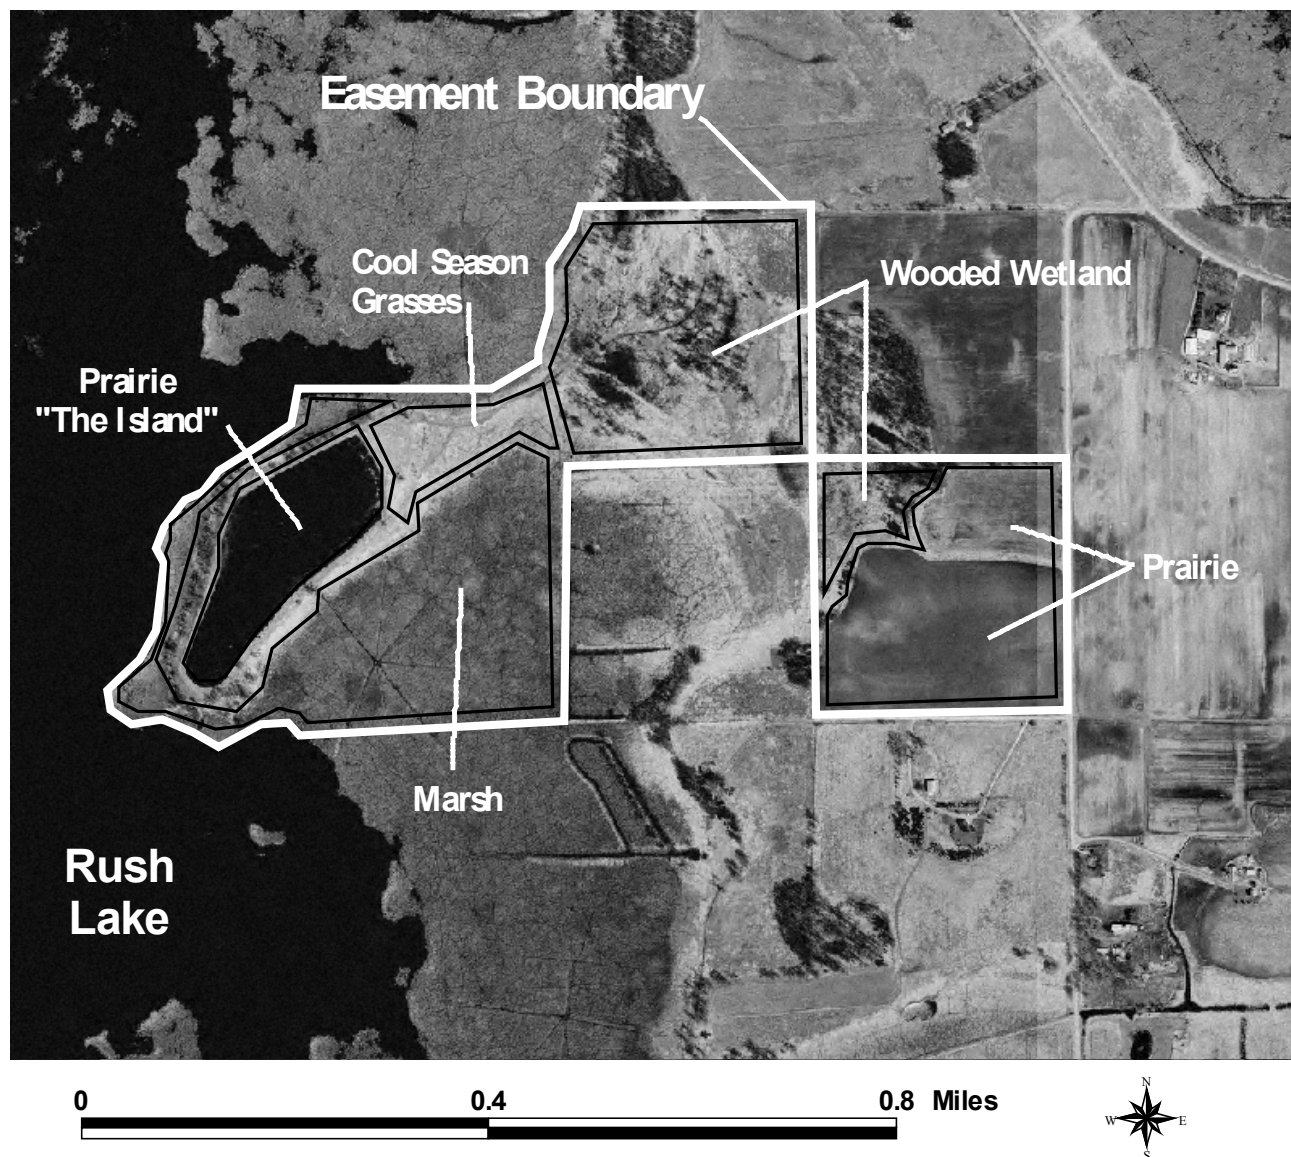 Easement Boundary
Cool Season
Grasses
Wooded Wetland
Prairie
"The Island"
Prairie
Marsh
Rush
Lake
0 0.4 0.8 Miles
N
W E
S